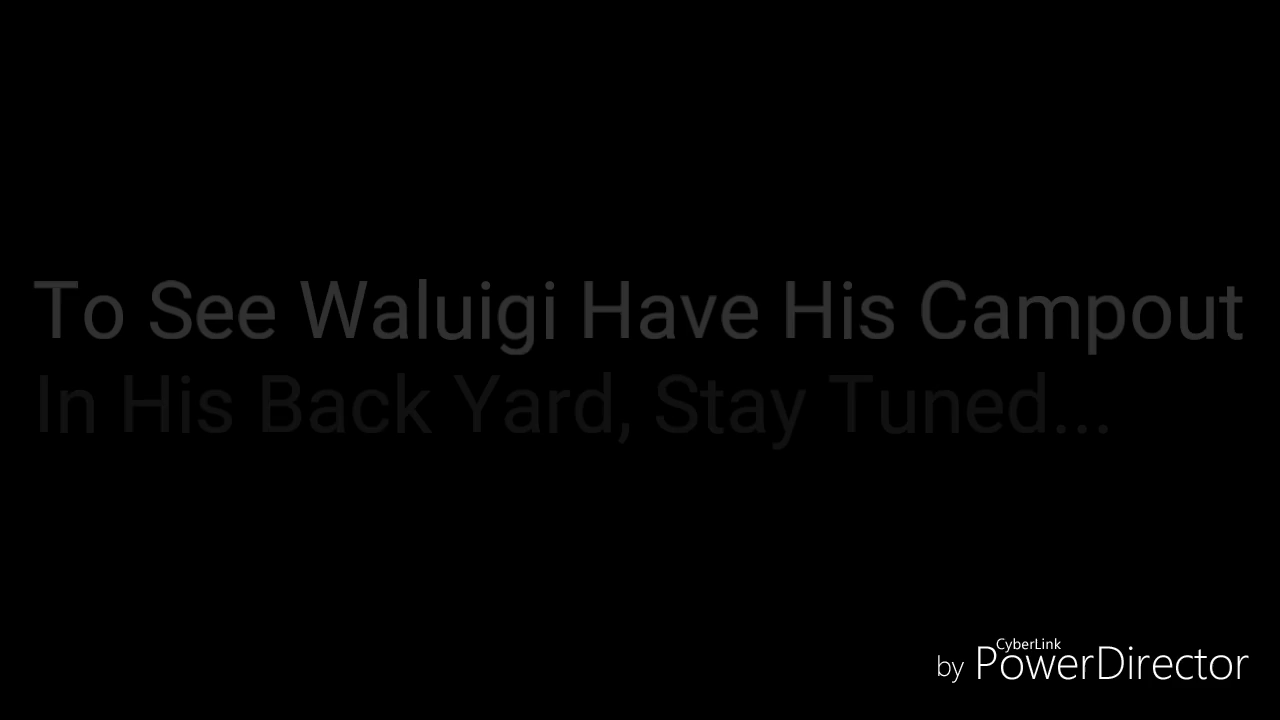 To See Waluigi Have His Campout
In His Back Yard, Stay Tuned...
by CyberLink PowerDirector